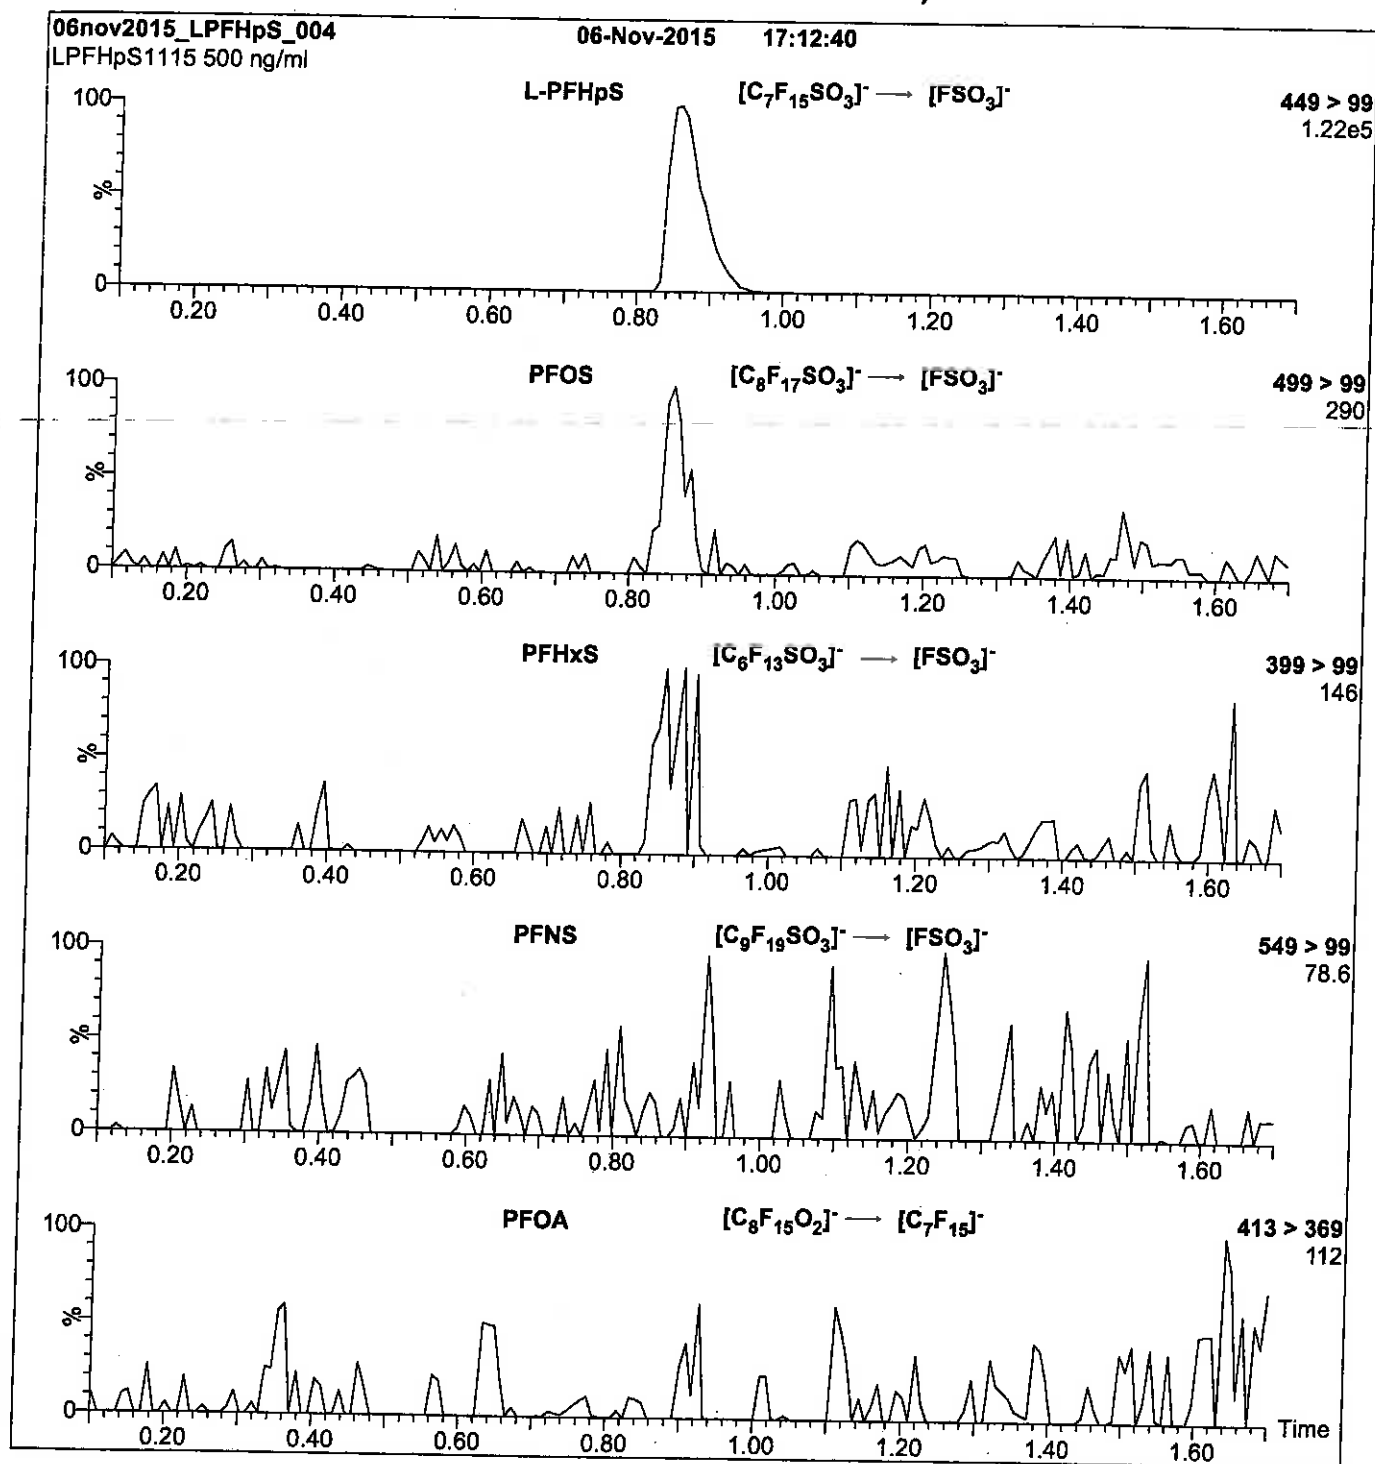 06nov2015_LPFHpS_004 06-Nov-2015 17:12:40
LPFHpS1115 500 ng/ml
L-PFHpS [C7F15SO3]- → [FSO3]- 449 > 99
1.22e5
100
%
0
0.20 0.40 0.60 0.80 1.00 1.20 1.40 1.60
PFOS [C8F17SO3]- → [FSO3]- 499 > 99
290
100
%
0
0.20 0.40 0.60 0.80 1.00 1.20 1.40 1.60
PFHxS [C6F13SO3]- → [FSO3]- 399 > 99
146
100
%
0
0.20 0.40 0.60 0.80 1.00 1.20 1.40 1.60
PFNS [C9F19SO3]- → [FSO3]- 549 > 99
78.6
100
%
0
0.20 0.40 0.60 0.80 1.00 1.20 1.40 1.60
PFOA [C8F15O2]- → [C7F15]- 413 > 369
112
100
%
0
0.20 0.40 0.60 0.80 1.00 1.20 1.40 1.60 Time